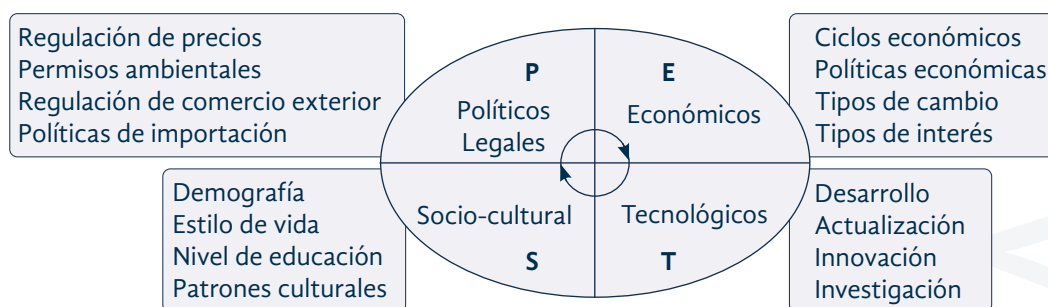 Regulación de precios
Permisos ambientales
Regulación de comercio exterior
Políticas de importación
P
Políticos
Legales
E
Económicos
Ciclos económicos
Políticas económicas
Tipos de cambio
Tipos de interés
Demografía
Estilo de vida
Nivel de educación
Patrones culturales
Socio-cultural
S
Tecnológicos
T
Desarrollo
Actualización
Innovación
Investigación